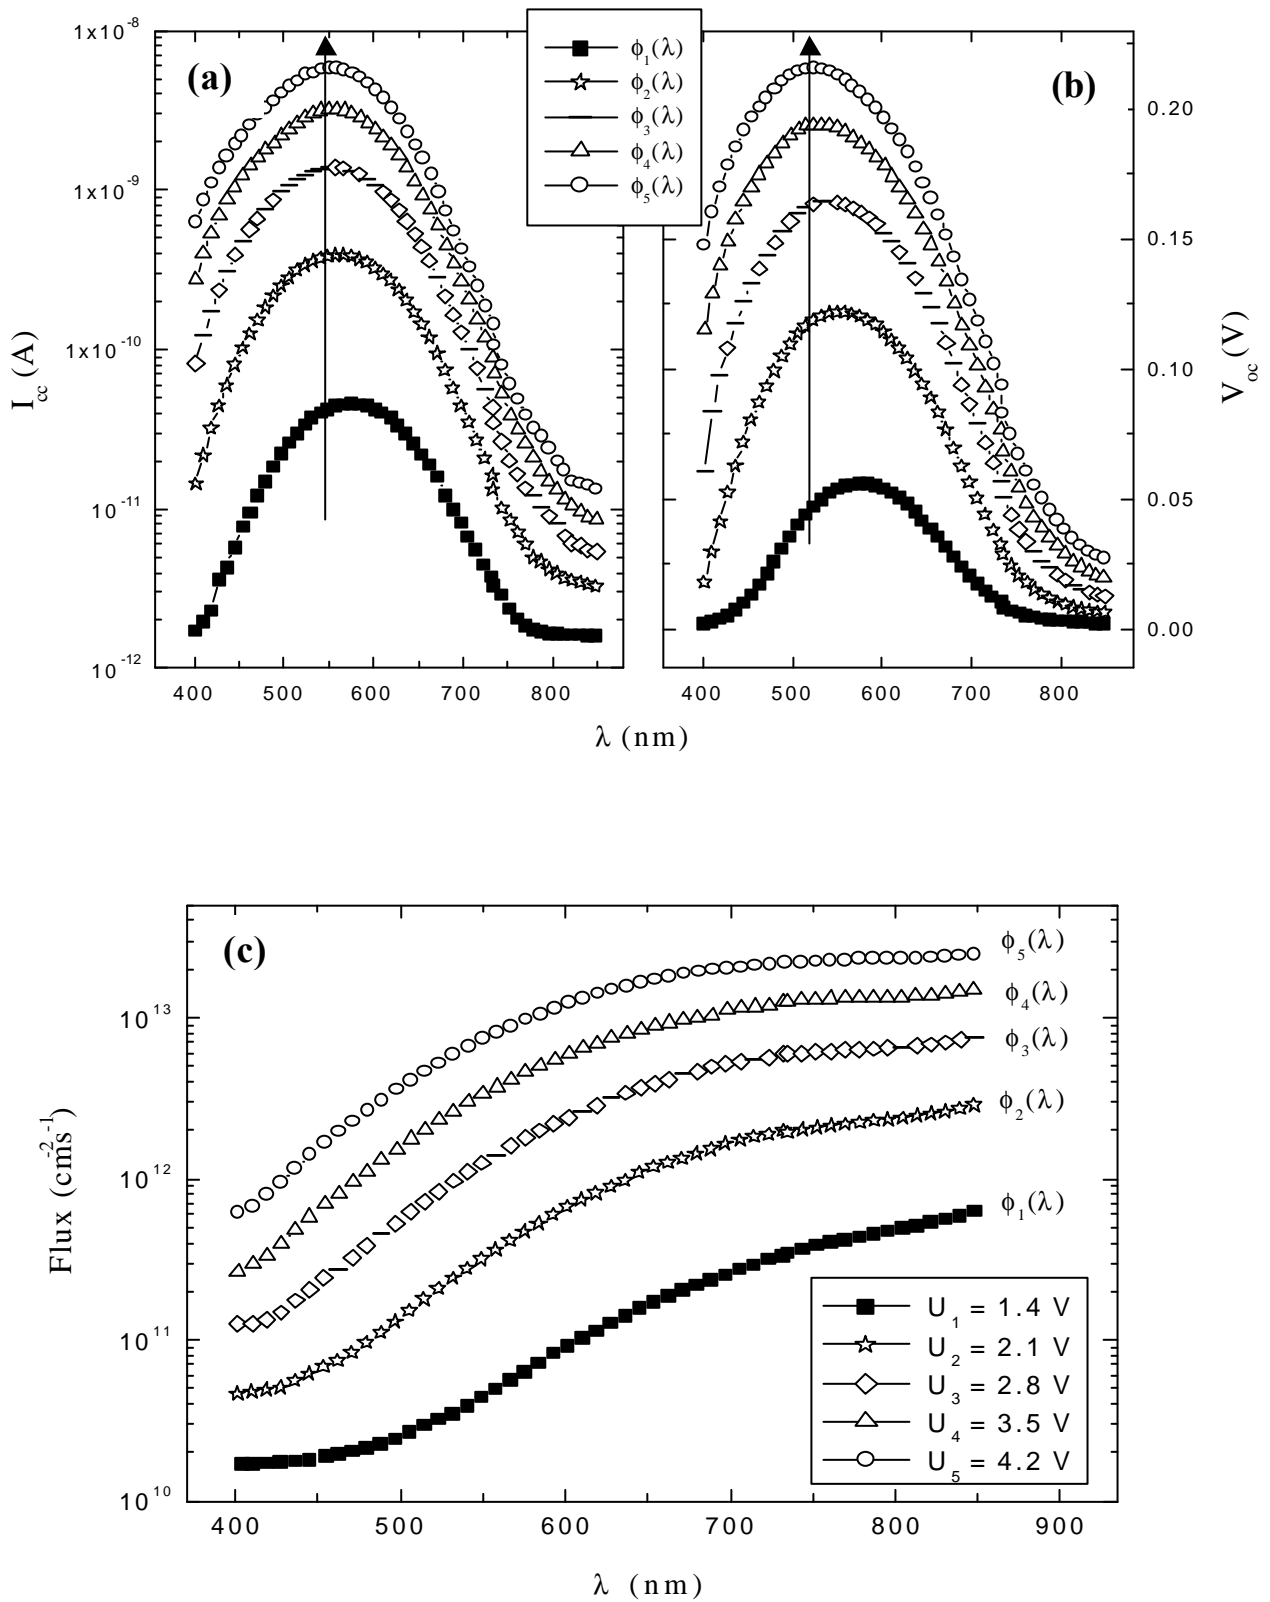 (a)
(b)
ϕ₁(λ)
ϕ₂(λ)
ϕ₃(λ)
ϕ₄(λ)
ϕ₅(λ)
I_cc (A)
1x10⁻⁸
1x10⁻⁹
1x10⁻¹⁰
10⁻¹¹
10⁻¹²
400 500 600 700 800
400 500 600 700 800
V_oc (V)
0.20
0.15
0.10
0.05
0.00
λ (nm)
(c)
Flux (cm⁻²s⁻¹)
10¹³
10¹²
10¹¹
10¹⁰
ϕ₅(λ)
ϕ₄(λ)
ϕ₃(λ)
ϕ₂(λ)
ϕ₁(λ)
U₁ = 1.4 V
U₂ = 2.1 V
U₃ = 2.8 V
U₄ = 3.5 V
U₅ = 4.2 V
400 500 600 700 800 900
λ (nm)